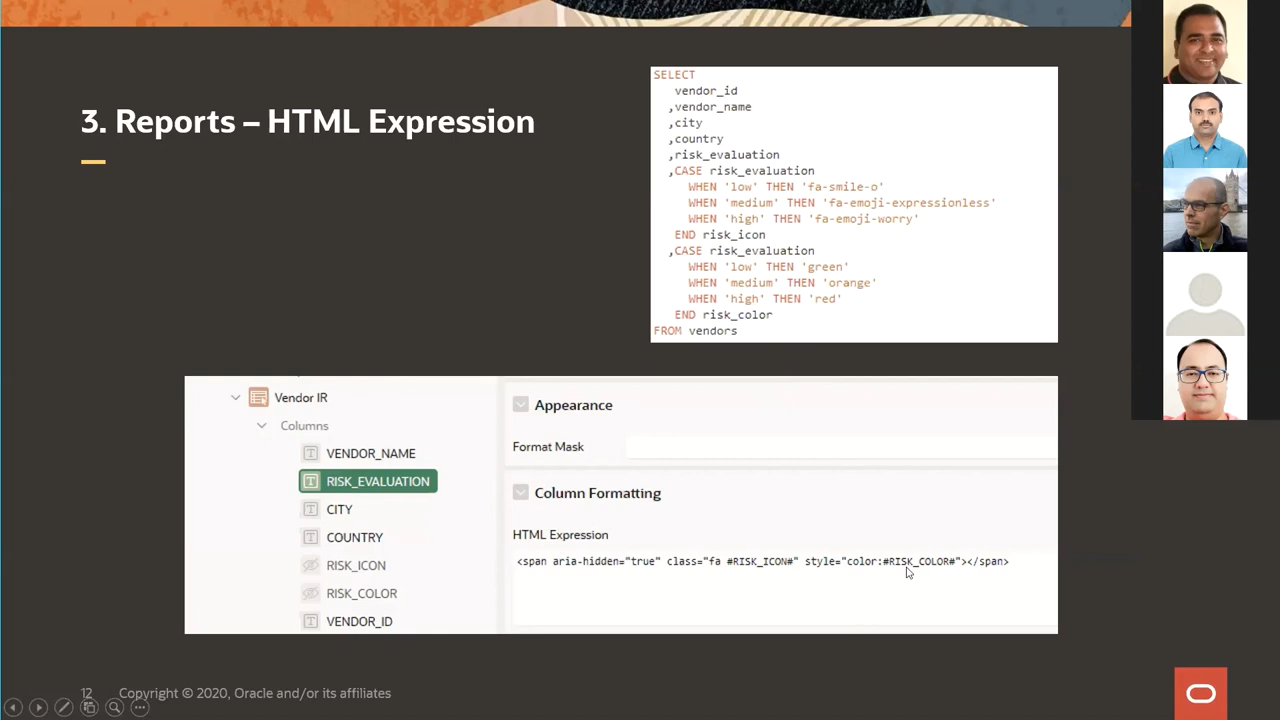 3. Reports – HTML Expression
SELECT
vendor_id
,vendor_name
,city
,country
,risk_evaluation
,CASE risk_evaluation
WHEN 'low' THEN 'fa-smile-o'
WHEN 'medium' THEN 'fa-emoji-expressionless'
WHEN 'high' THEN 'fa-emoji-worry'
END risk_icon
,CASE risk_evaluation
WHEN 'low' THEN 'green'
WHEN 'medium' THEN 'orange'
WHEN 'high' THEN 'red'
END risk_color
FROM vendors
Vendor IR
Columns
VENDOR_NAME
RISK_EVALUATION
CITY
COUNTRY
RISK_ICON
RISK_COLOR
VENDOR_ID
Appearance
Format Mask
Column Formatting
HTML Expression
<span aria-hidden="true" class="fa #RISK_ICON#" style="color:#RISK_COLOR#"></span>
12 Copyright © 2020, Oracle and/or its affiliates